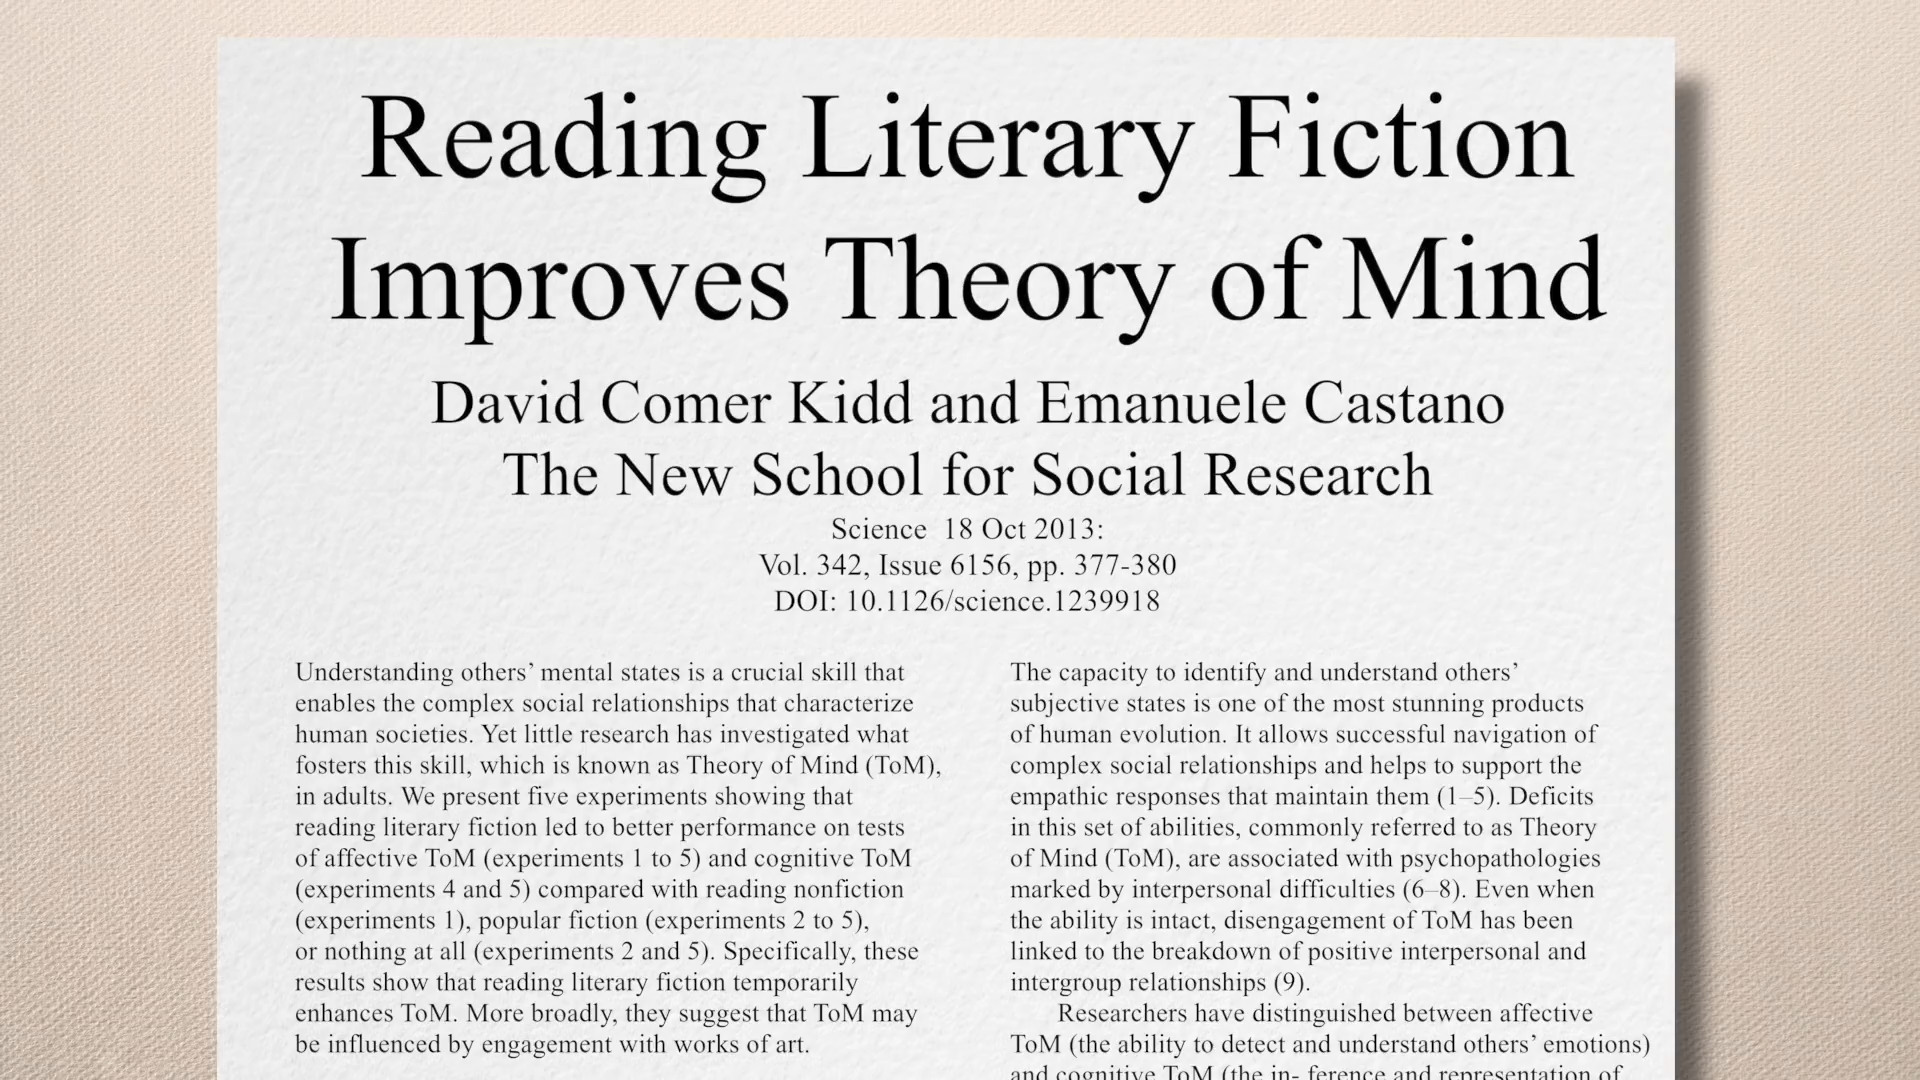 Reading Literary Fiction
Improves Theory of Mind
David Comer Kidd and Emanuele Castano
The New School for Social Research
Science 18 Oct 2013:
Vol. 342, Issue 6156, pp. 377-380
DOI: 10.1126/science.1239918
Understanding others’ mental states is a crucial skill that
enables the complex social relationships that characterize
human societies. Yet little research has investigated what
fosters this skill, which is known as Theory of Mind (ToM),
in adults. We present five experiments showing that
reading literary fiction led to better performance on tests
of affective ToM (experiments 1 to 5) and cognitive ToM
(experiments 4 and 5) compared with reading nonfiction
(experiments 1), popular fiction (experiments 2 to 5),
or nothing at all (experiments 2 and 5). Specifically, these
results show that reading literary fiction temporarily
enhances ToM. More broadly, they suggest that ToM may
be influenced by engagement with works of art.
The capacity to identify and understand others’
subjective states is one of the most stunning products
of human evolution. It allows successful navigation of
complex social relationships and helps to support the
empathic responses that maintain them (1–5). Deficits
in this set of abilities, commonly referred to as Theory
of Mind (ToM), are associated with psychopathologies
marked by interpersonal difficulties (6–8). Even when
the ability is intact, disengagement of ToM has been
linked to the breakdown of positive interpersonal and
intergroup relationships (9).
Researchers have distinguished between affective
ToM (the ability to detect and understand others’ emotions)
and cognitive ToM (the in- ference and representation of